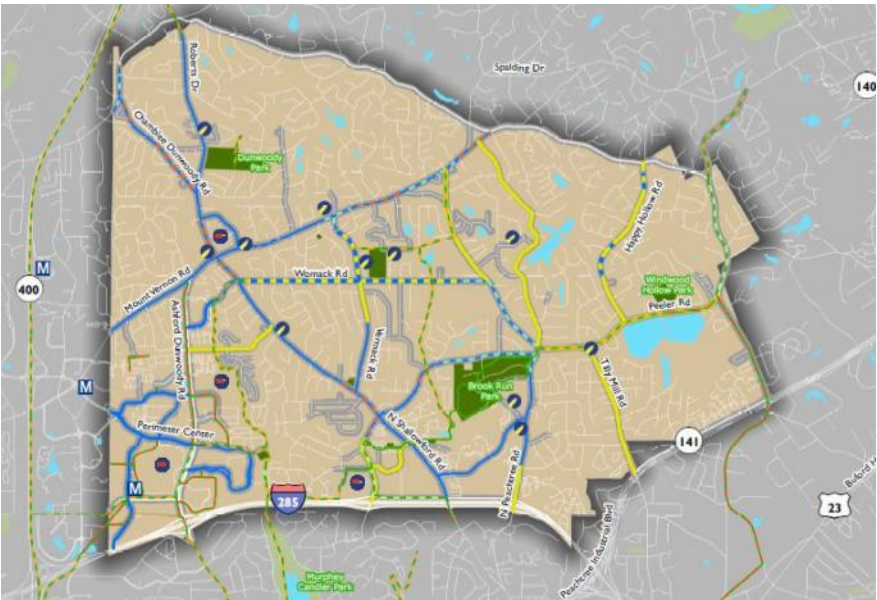 Roberts Dr
Spalding Dr
140
Chamblee Dunwoody Rd
Dunwoody
Park
Happy Hollow Rd
Mount Vernon Rd
Womack Rd
M
400
Windwood
Hollow Park
Peeler Rd
Ashford Dunwoody Rd
Vermack Rd
M
Tilly Mill Rd
Brook Run
Park
Perimeter Center
N Shallowford Rd
141
N Peachtree Rd
M
285
23
Buford H
Peachtree Industrial Blvd
Murphey
Candler Park